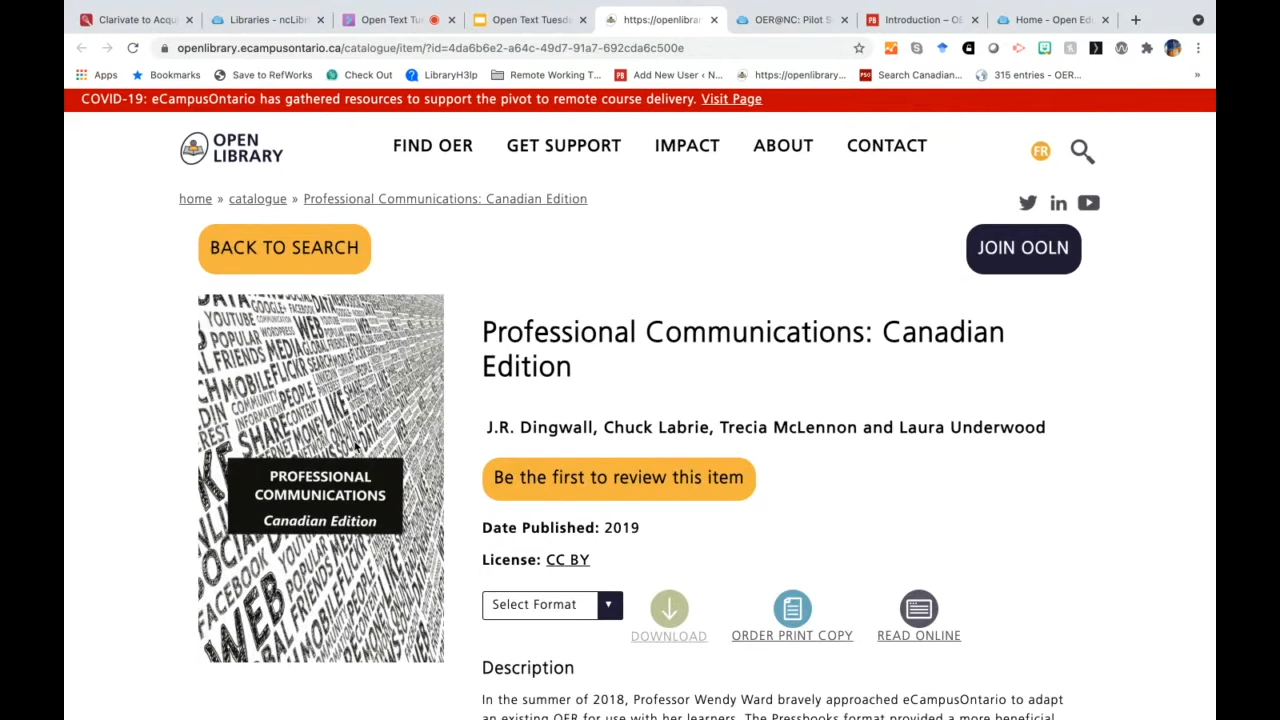 Clarivate to Acqu
Libraries - ncLibr
Open Text Tue
Open Text Tuesda
https://openlibrar
OER@NC: Pilot S
Introduction – OE
Home - Open Edu
openlibrary.ecampusontario.ca/catalogue/item/?id=4da6b6e2-a64c-49d7-91a7-692cda6c500e
Apps
Bookmarks
Save to RefWorks
Check Out
LibraryH3lp
Remote Working T...
Add New User ‹ N...
https://openlibrary...
Search Canadian...
315 entries - OER...
»
COVID-19: eCampusOntario has gathered resources to support the pivot to remote course delivery. Visit Page
OPEN
LIBRARY
FIND OER
GET SUPPORT
IMPACT
ABOUT
CONTACT
FR
home » catalogue » Professional Communications: Canadian Edition
BACK TO SEARCH
JOIN OOLN
PROFESSIONAL
COMMUNICATIONS
Canadian Edition
Professional Communications: Canadian
Edition
J.R. Dingwall, Chuck Labrie, Trecia McLennon and Laura Underwood
Be the first to review this item
Date Published: 2019
License: CC BY
Select Format
DOWNLOAD
ORDER PRINT COPY
READ ONLINE
Description
In the summer of 2018, Professor Wendy Ward bravely approached eCampusOntario to adapt
an existing OER for use with her learners. The Pressbooks format provided a more beneficial